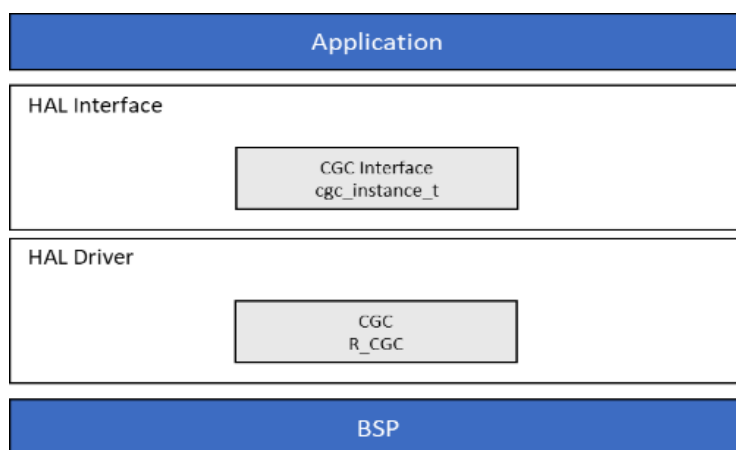 Application
HAL Interface
CGC Interface
cgc_instance_t
HAL Driver
CGC
R_CGC
BSP